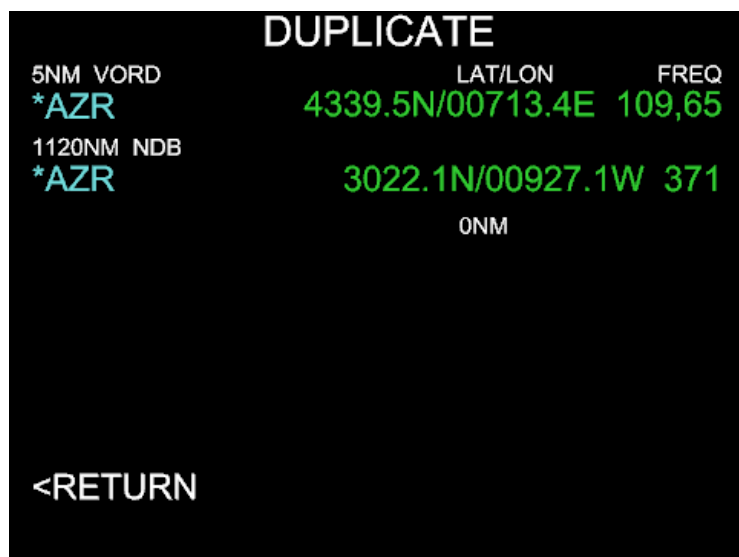 DUPLICATE
5NM VORD LAT/LON FREQ
*AZR 4339.5N/00713.4E 109,65
1120NM NDB
*AZR 3022.1N/00927.1W 371
0NM
<RETURN